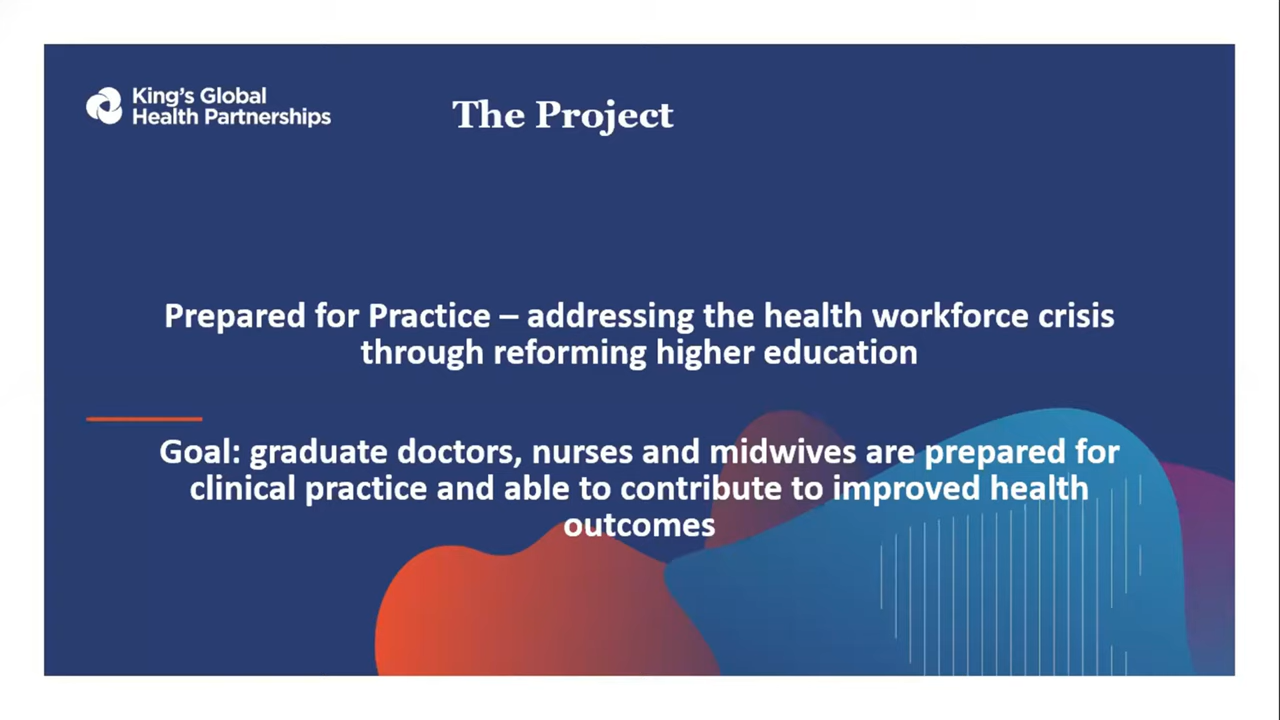 King's Global
Health Partnerships
The Project
Prepared for Practice – addressing the health workforce crisis
through reforming higher education
Goal: graduate doctors, nurses and midwives are prepared for
clinical practice and able to contribute to improved health
outcomes